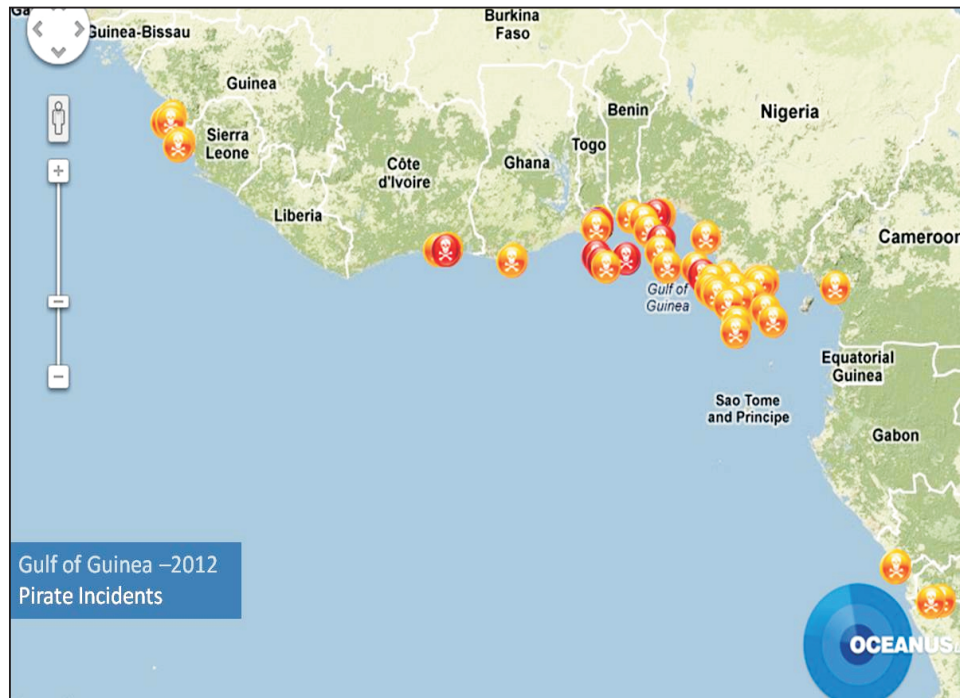 Ga
Guinea-Bissau
Burkina
Faso
Guinea
Benin
Nigeria
Sierra
Leone
Togo
Côte
d'Ivoire
Ghana
Liberia
Cameroon
Gulf of
Guinea
Equatorial
Guinea
Sao Tome
and Principe
Gabon
Gulf of Guinea –2012
Pirate Incidents
OCEANUS